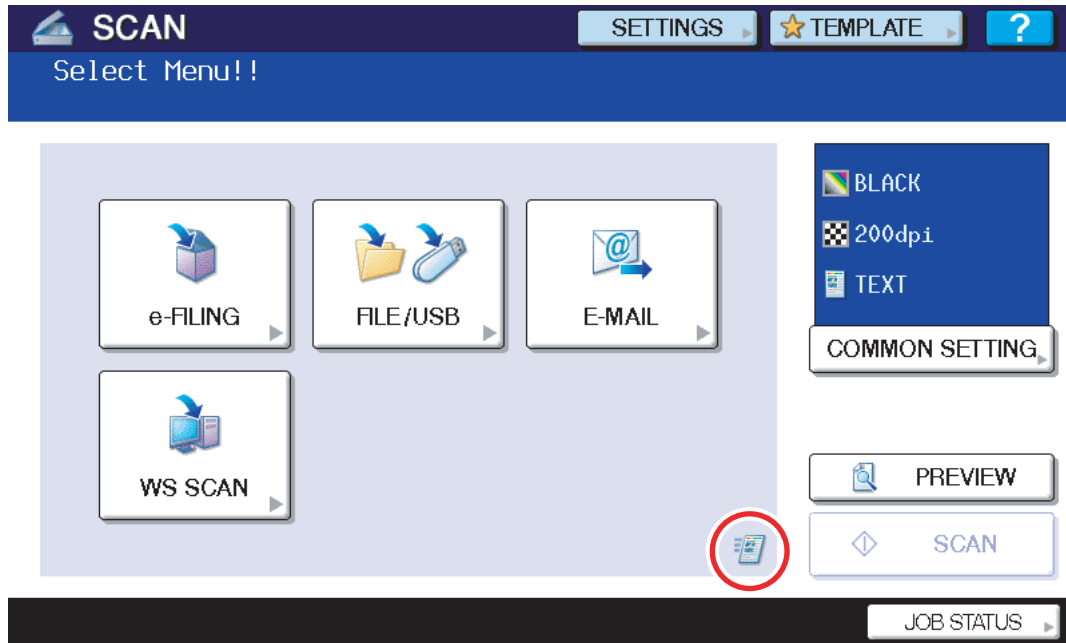 SCAN
SETTINGS
TEMPLATE
?
Select Menu!!
BLACK
200dpi
TEXT
COMMON SETTING
e-FILING
FILE/USB
@
E-MAIL
WS SCAN
PREVIEW
SCAN
JOB STATUS